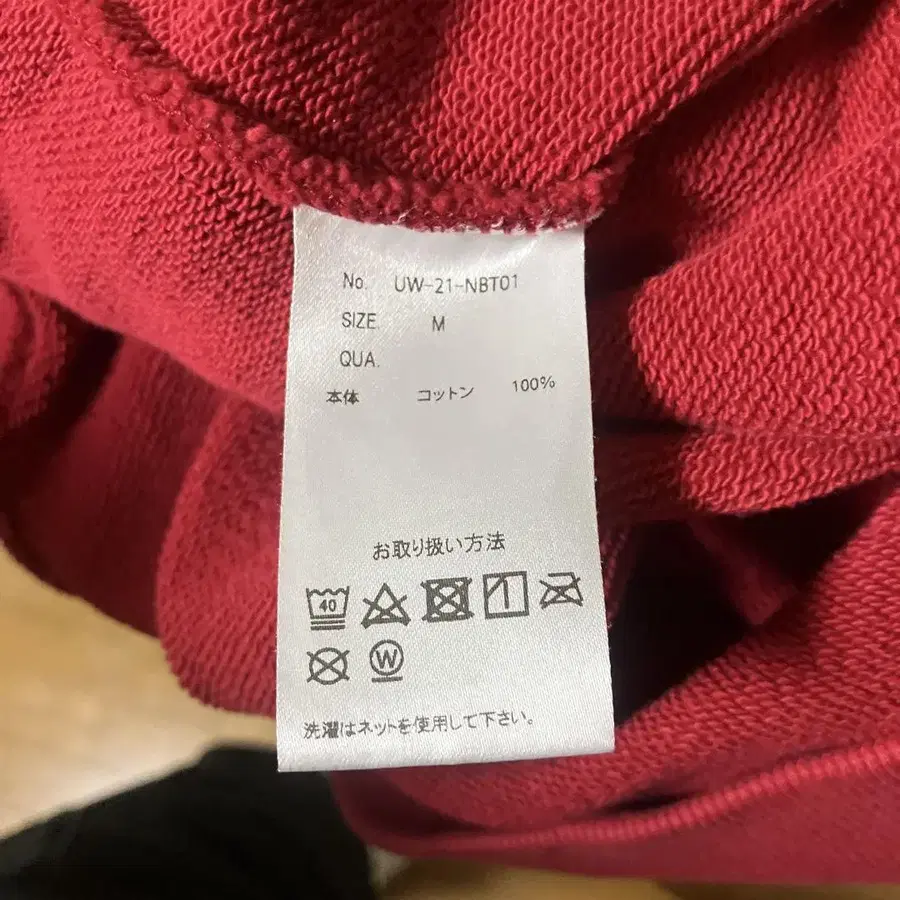 No. UW-21-NBT01
SIZE. M
QUA.
本体 コットン 100%
お取り扱い方法
40
W
洗濯はネットを使用して下さい。